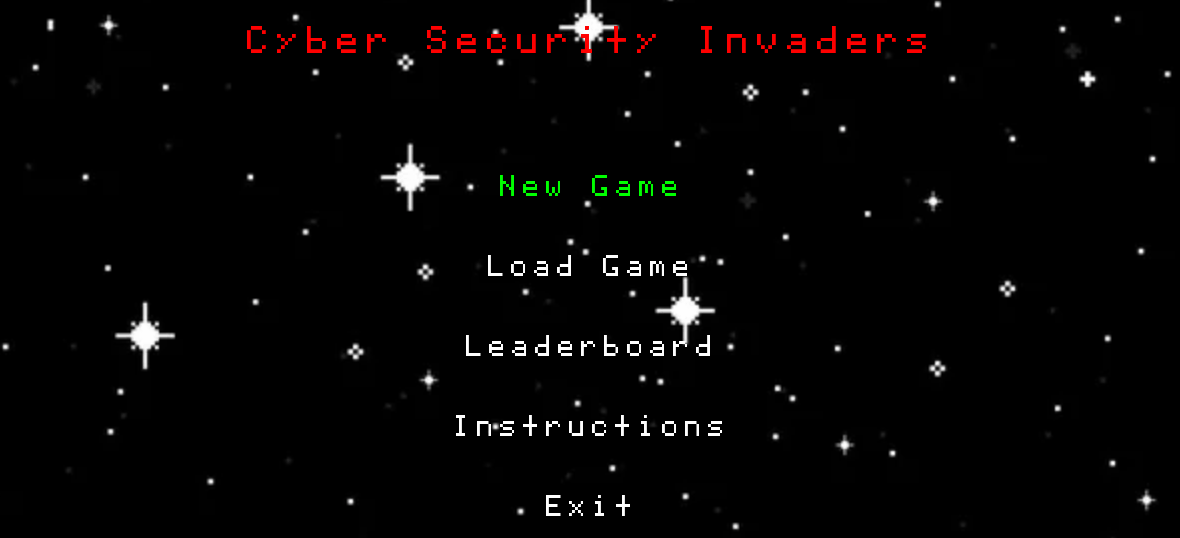 Cyber Security Invaders
New Game
Load Game
Leaderboard
Instructions
Exit